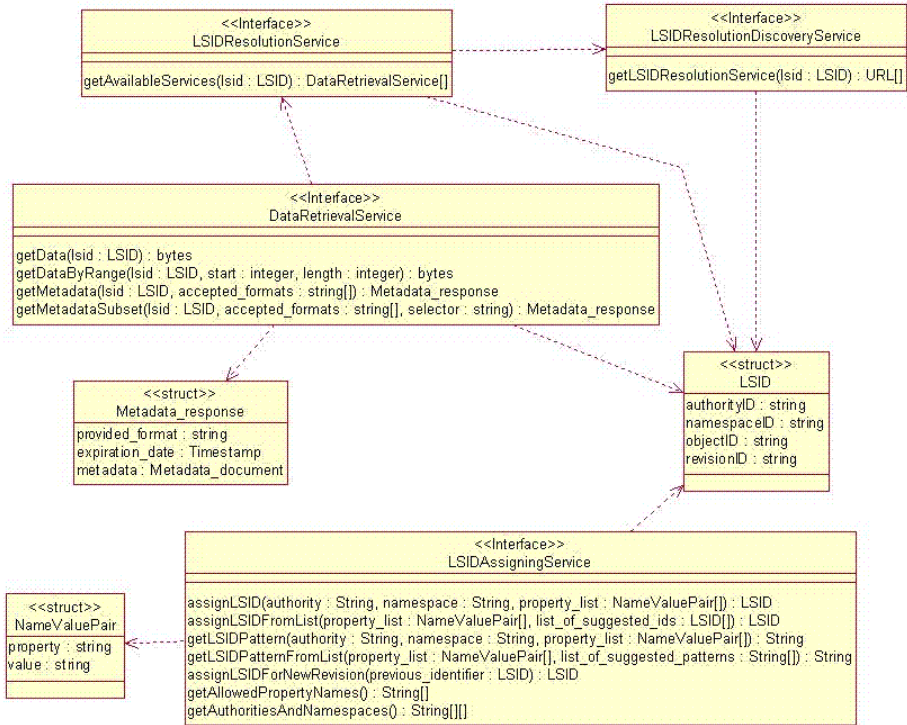 <<Interface>>
LSIDResolutionService
getAvailableServices(lsid : LSID) : DataRetrievalService[]
<<Interface>>
LSIDResolutionDiscoveryService
getLSIDResolutionService(lsid : LSID) : URL[]
<<Interface>>
DataRetrievalService
getData(lsid : LSID) : bytes
getDataByRange(lsid : LSID, start : integer, length : integer) : bytes
getMetadata(lsid : LSID, accepted_formats : string[]) : Metadata_response
getMetadataSubset(lsid : LSID, accepted_formats : string[], selector : string) : Metadata_response
<<struct>>
LSID
authorityID : string
namespaceID : string
objectID : string
revisionID : string
<<struct>>
Metadata_response
provided_format : string
expiration_date : Timestamp
metadata : Metadata_document
<<Interface>>
LSIDAssigningService
assignLSID(authority : String, namespace : String, property_list : NameValuePair[]) : LSID
assignLSIDFromList(property_list : NameValuePair[], list_of_suggested_ids : LSID[]) : LSID
getLSIDPattern(authority : String, namespace : String, property_list : NameValuePair[]) : String
getLSIDPatternFromList(property_list : NameValuePair[], list_of_suggested_patterns : String[]) : String
assignLSIDForNewRevision(previous_identifier : LSID) : LSID
getAllowedPropertyNames() : String[]
getAuthoritiesAndNamespaces() : String[][]
<<struct>>
NameValuePair
property : string
value : string